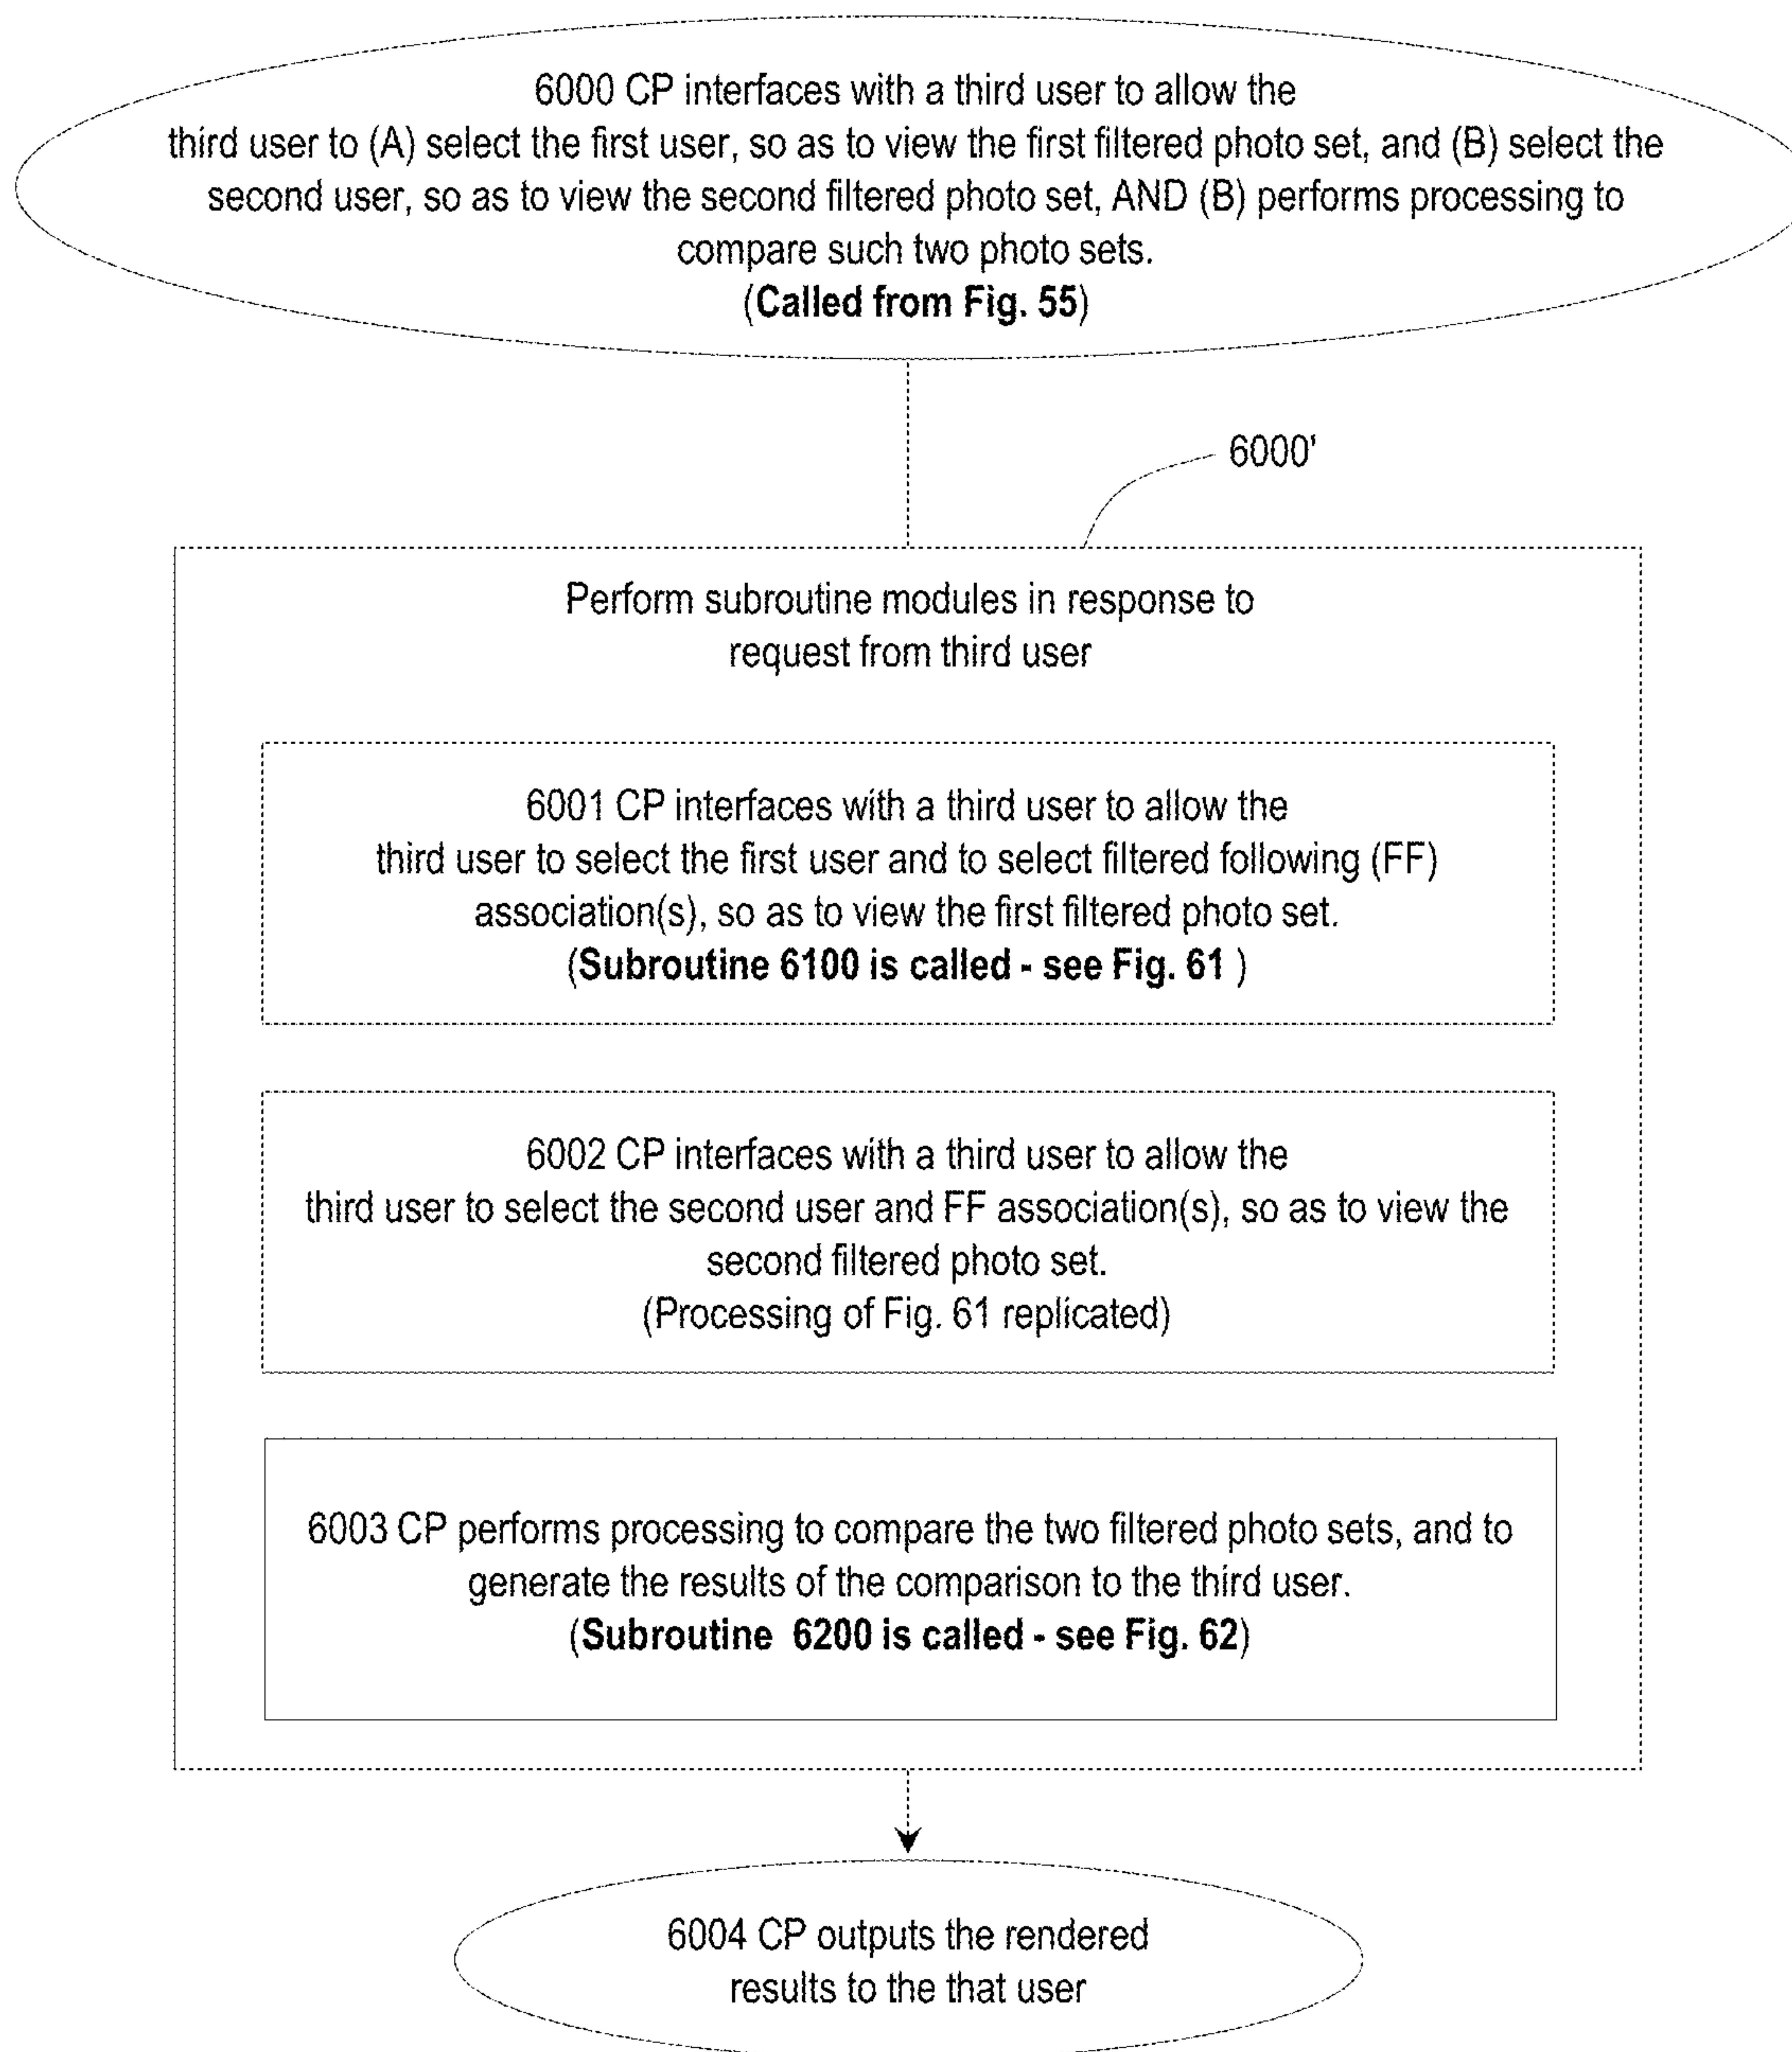 6000 CP interfaces with a third user to allow the
third user to (A) select the first user, so as to view the first filtered photo set, and (B) select the
second user, so as to view the second filtered photo set, AND (B) performs processing to
compare such two photo sets.
(Called from Fig. 55)
6000'
Perform subroutine modules in response to
request from third user
6001 CP interfaces with a third user to allow the
third user to select the first user and to select filtered following (FF)
association(s), so as to view the first filtered photo set.
(Subroutine 6100 is called - see Fig. 61 )
6002 CP interfaces with a third user to allow the
third user to select the second user and FF association(s), so as to view the
second filtered photo set.
(Processing of Fig. 61 replicated)
6003 CP performs processing to compare the two filtered photo sets, and to
generate the results of the comparison to the third user.
(Subroutine 6200 is called - see Fig. 62)
6004 CP outputs the rendered
results to the that user